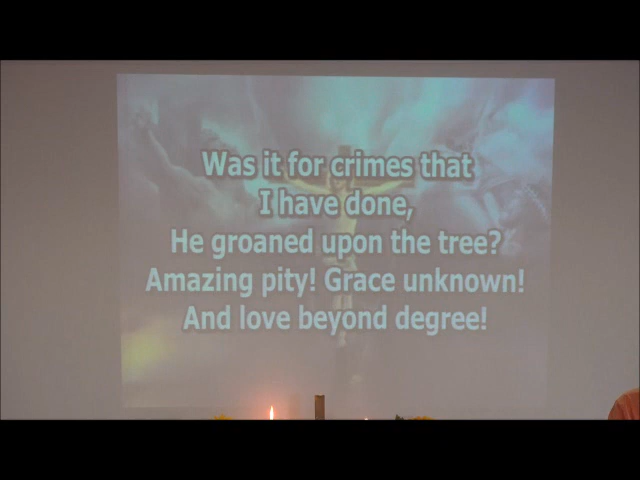 Was it for crimes that
I have done,
He groaned upon the tree?
Amazing pity! Grace unknown!
And love beyond degree!